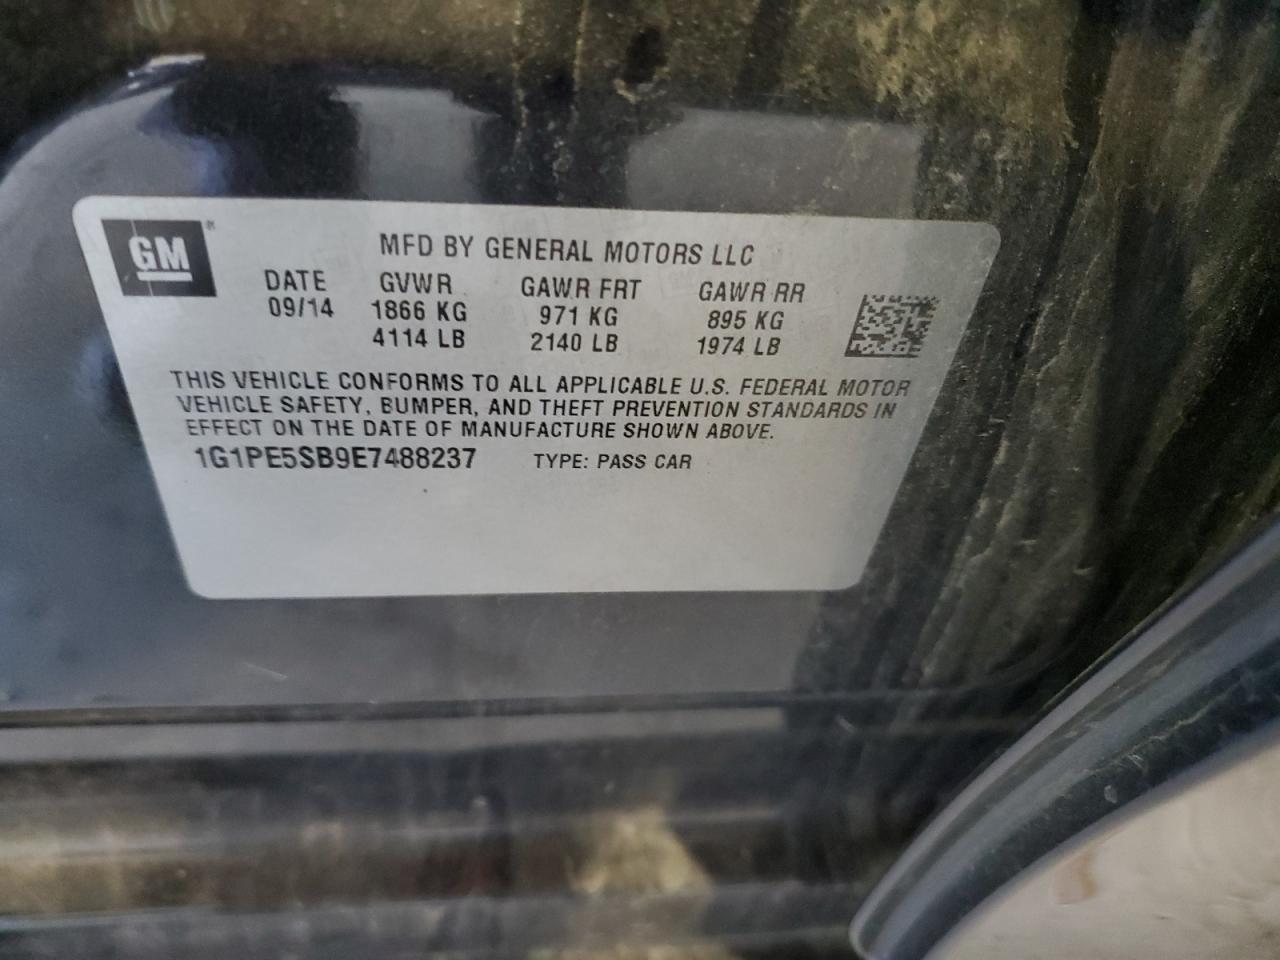 GM®
MFD BY GENERAL MOTORS LLC
DATE GVWR GAWR FRT GAWR RR
09/14 1866 KG 971 KG 895 KG
4114 LB 2140 LB 1974 LB
THIS VEHICLE CONFORMS TO ALL APPLICABLE U.S. FEDERAL MOTOR
VEHICLE SAFETY, BUMPER, AND THEFT PREVENTION STANDARDS IN
EFFECT ON THE DATE OF MANUFACTURE SHOWN ABOVE.
1G1PE5SB9E7488237 TYPE: PASS CAR